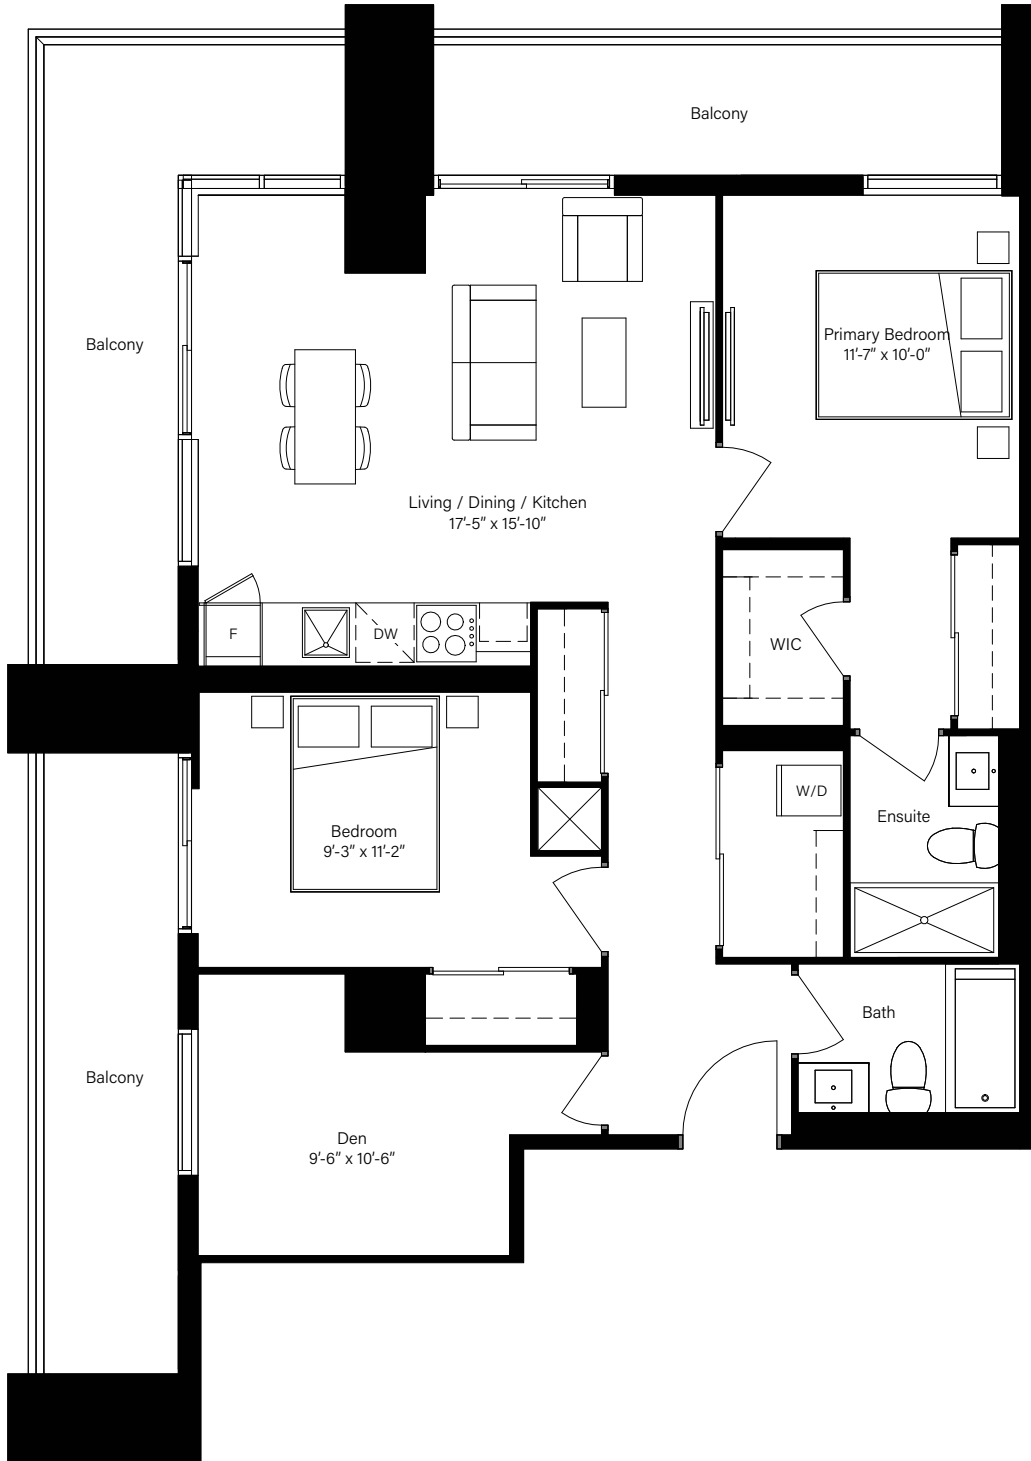 Balcony
Balcony
Primary Bedroom
11'-7" x 10'-0"
Living / Dining / Kitchen
17'-5" x 15'-10"
F
DW
WIC
W/D
Ensuite
Bedroom
9'-3" x 11'-2"
Bath
Balcony
Den
9'-6" x 10'-6"